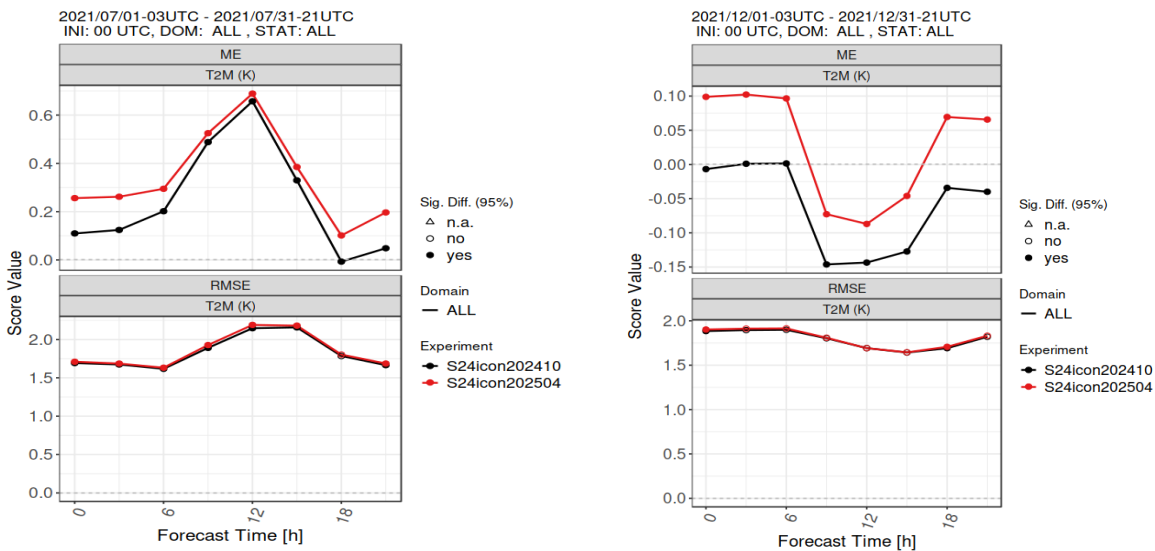 2021/07/01-03UTC - 2021/07/31-21UTC
INI: 00 UTC, DOM: ALL , STAT: ALL
ME
T2M (K)
0.6
0.4
0.2
0.0
RMSE
T2M (K)
2.0
1.5
1.0
0.5
0.0
Score Value
0
6
12
18
Forecast Time [h]
Sig. Diff. (95%)
n.a.
no
yes
Domain
ALL
Experiment
S24icon202410
S24icon202504
2021/12/01-03UTC - 2021/12/31-21UTC
INI: 00 UTC, DOM: ALL , STAT: ALL
ME
T2M (K)
0.10
0.05
0.00
-0.05
-0.10
-0.15
RMSE
T2M (K)
2.0
1.5
1.0
0.5
0.0
Score Value
0
6
12
18
Forecast Time [h]
Sig. Diff. (95%)
n.a.
no
yes
Domain
ALL
Experiment
S24icon202410
S24icon202504